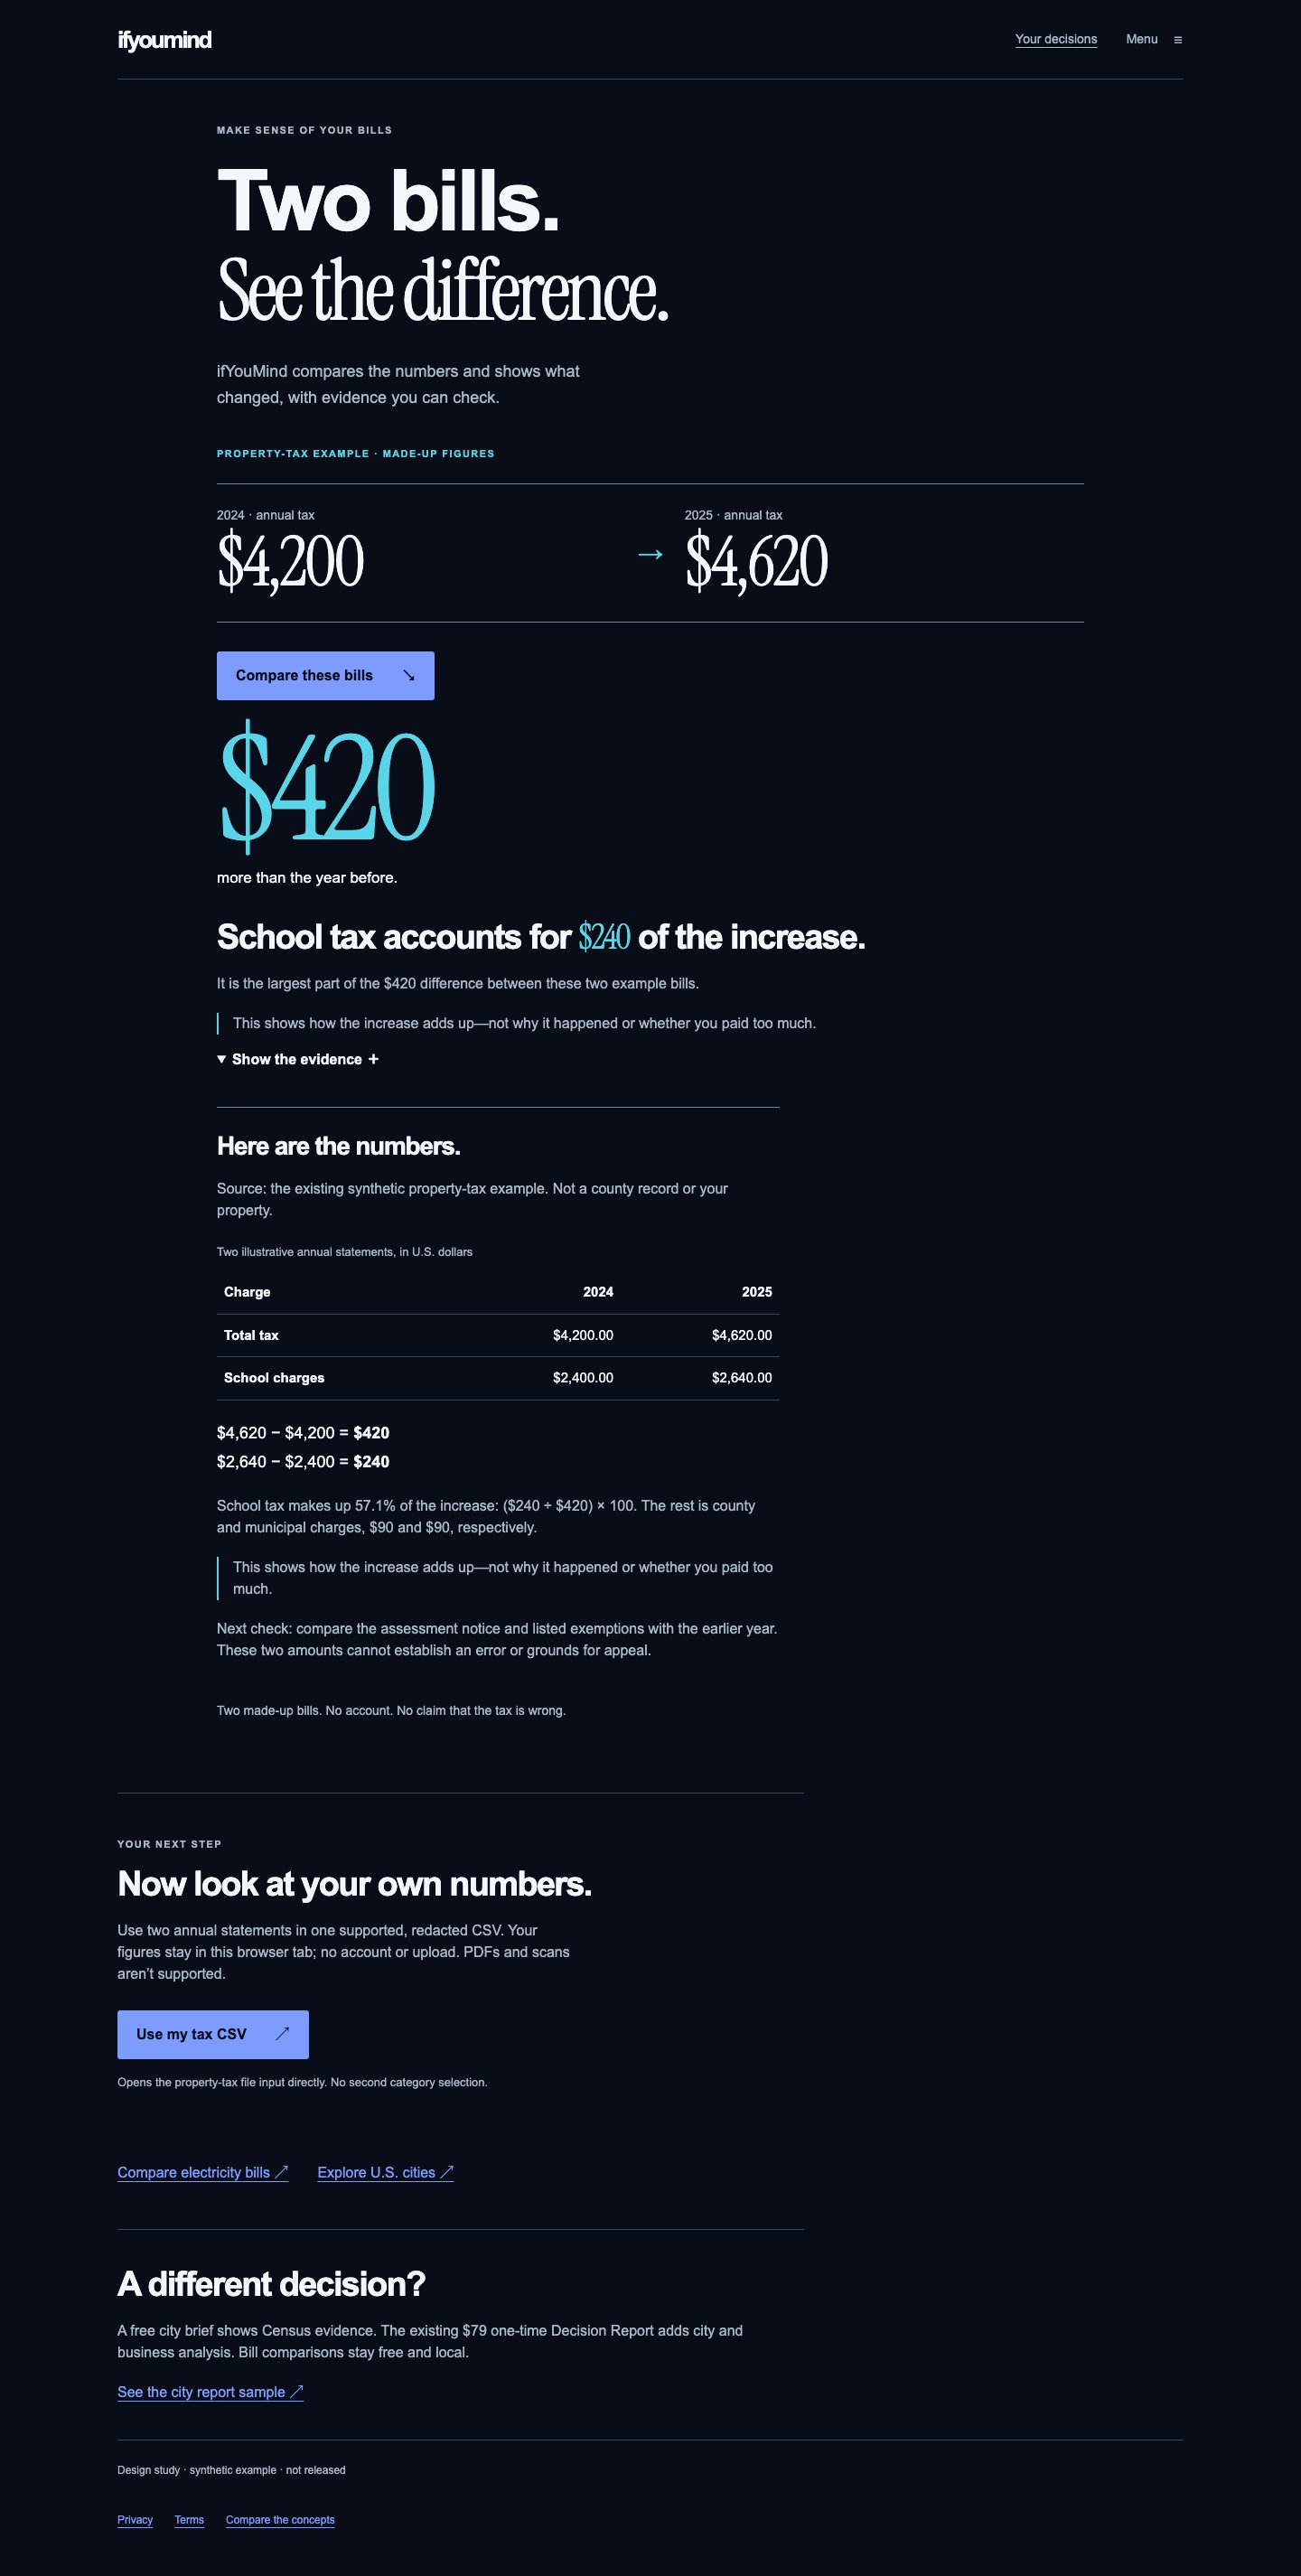 ifyoumind
Your decisions Menu ≡
MAKE SENSE OF YOUR BILLS
Two bills.
See the difference.
ifYouMind compares the numbers and shows what
changed, with evidence you can check.
PROPERTY-TAX EXAMPLE · MADE-UP FIGURES
2024 · annual tax
$4,200
→
2025 · annual tax
$4,620
Compare these bills ↘
$420
more than the year before.
School tax accounts for $240 of the increase.
It is the largest part of the $420 difference between these two example bills.
This shows how the increase adds up—not why it happened or whether you paid too much.
▼ Show the evidence +
Here are the numbers.
Source: the existing synthetic property-tax example. Not a county record or your
property.
Two illustrative annual statements, in U.S. dollars
Charge 2024 2025
Total tax $4,200.00 $4,620.00
School charges $2,400.00 $2,640.00
$4,620 − $4,200 = $420
$2,640 − $2,400 = $240
School tax makes up 57.1% of the increase: ($240 ÷ $420) × 100. The rest is county
and municipal charges, $90 and $90, respectively.
This shows how the increase adds up—not why it happened or whether you paid too
much.
Next check: compare the assessment notice and listed exemptions with the earlier year.
These two amounts cannot establish an error or grounds for appeal.
Two made-up bills. No account. No claim that the tax is wrong.
YOUR NEXT STEP
Now look at your own numbers.
Use two annual statements in one supported, redacted CSV. Your
figures stay in this browser tab; no account or upload. PDFs and scans
aren’t supported.
Use my tax CSV ↗
Opens the property-tax file input directly. No second category selection.
Compare electricity bills ↗ Explore U.S. cities ↗
A different decision?
A free city brief shows Census evidence. The existing $79 one-time Decision Report adds city and
business analysis. Bill comparisons stay free and local.
See the city report sample ↗
Design study · synthetic example · not released
Privacy Terms Compare the concepts